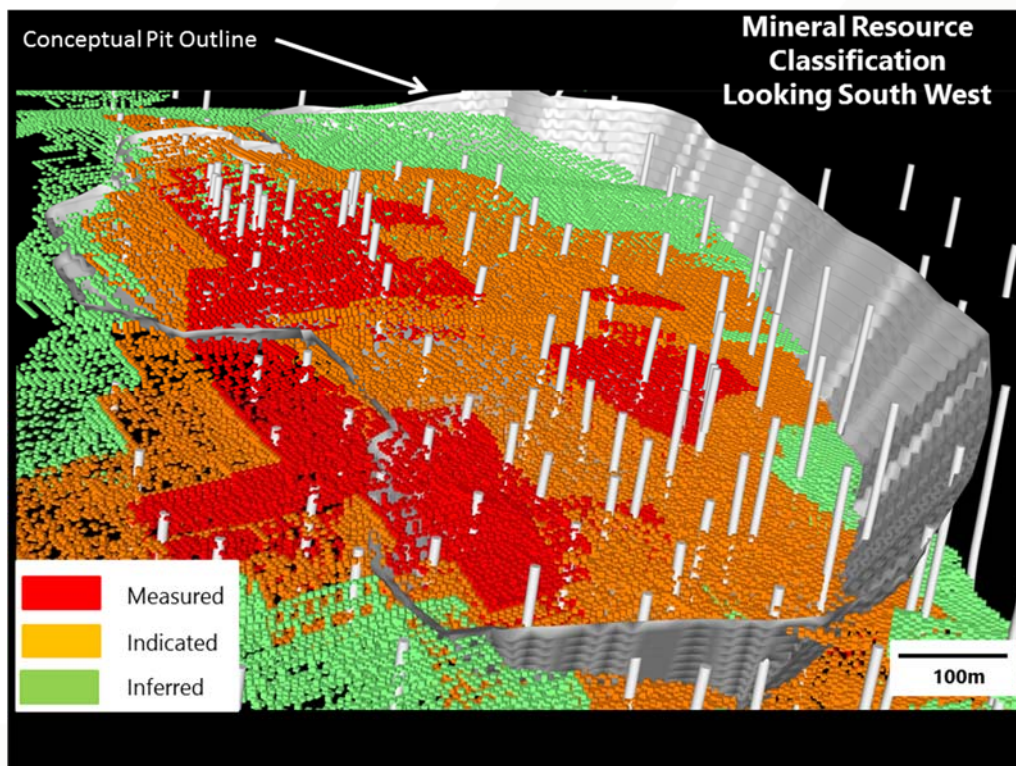 Conceptual Pit Outline
Mineral Resource
Classification
Looking South West
Measured
Indicated
Inferred
100m